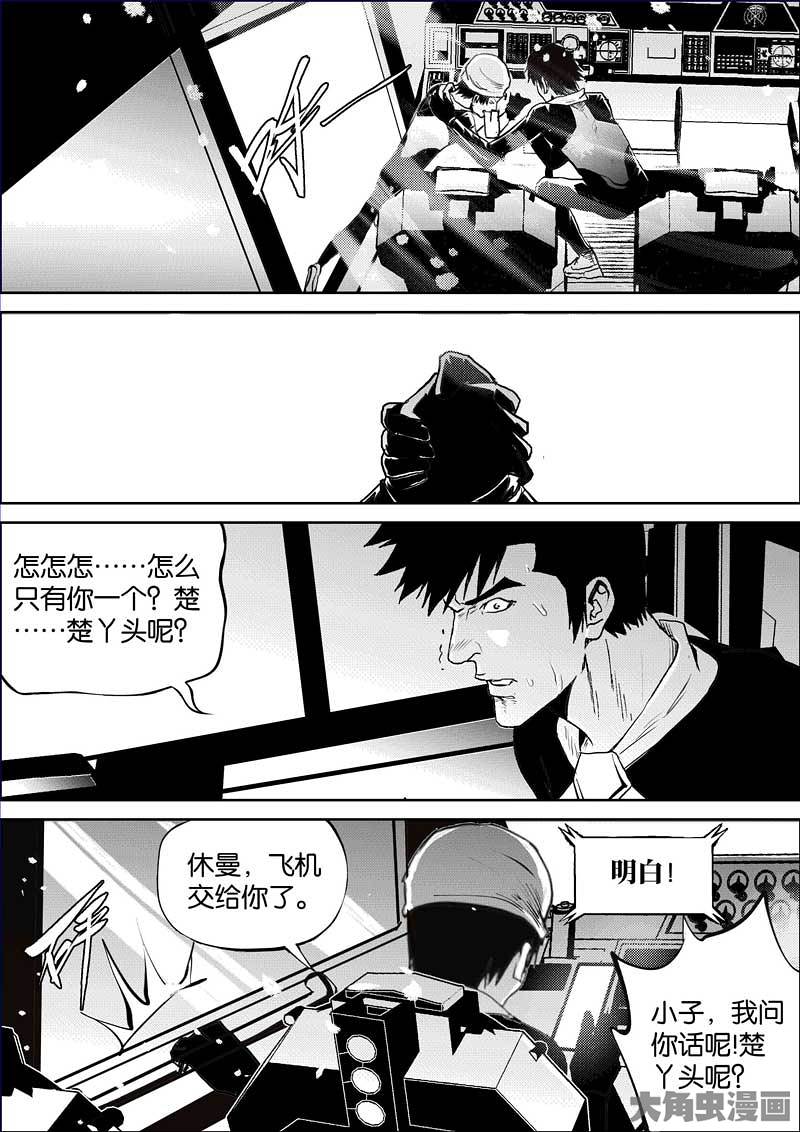 怎怎怎……怎么
只有你一个？楚
……楚丫头呢？
休曼，飞机
交给你了。
明白！
小子，我问
你话呢!楚
丫头呢？
大角虫漫画